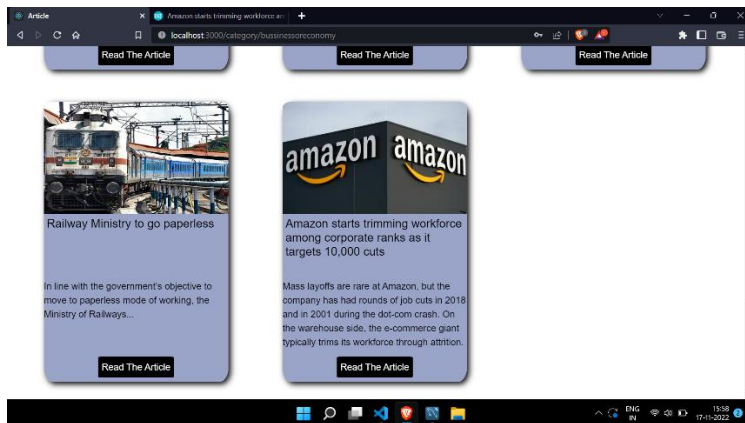 Article
Amazon starts trimming workforce an
localhost:3000/category/bussinessoreconomy
Read The Article
Read The Article
Read The Article
amazon
amazon
Railway Ministry to go paperless
Amazon starts trimming workforce
among corporate ranks as it
targets 10,000 cuts
In line with the government's objective to
move to paperless mode of working, the
Ministry of Railways...
Mass layoffs are rare at Amazon, but the
company has had rounds of job cuts in 2018
and in 2001 during the dot-com crash. On
the warehouse side, the e-commerce giant
typically trims its workforce through attrition.
Read The Article
Read The Article
ENG
IN
15:58
17-11-2022
2